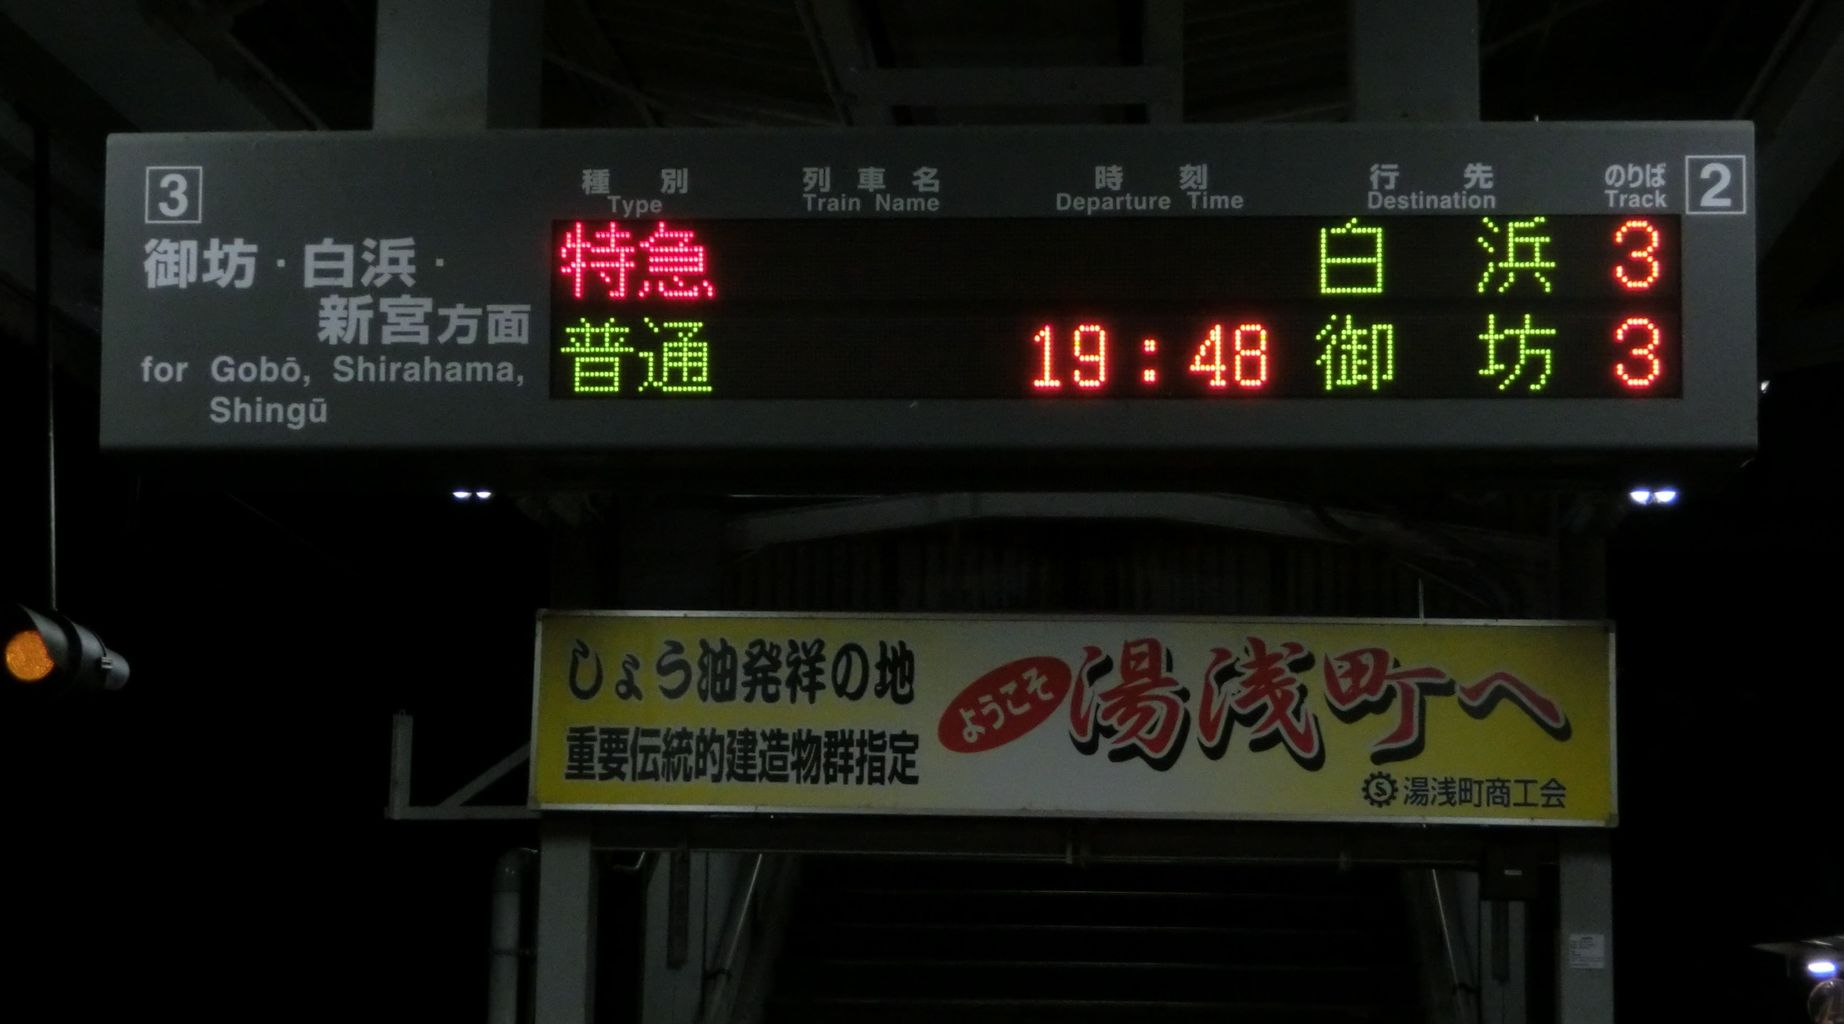 3
御坊・白浜・
新宮方面
for Gobō, Shirahama,
Shingū
種別 列車名 時刻 行先 のりば
Type Train Name Departure Time Destination Track
2
特急 白浜 3
普通 19:48 御坊 3
しょう油発祥の地
重要伝統的建造物群指定
ようこそ 湯浅町へ
湯浅町商工会